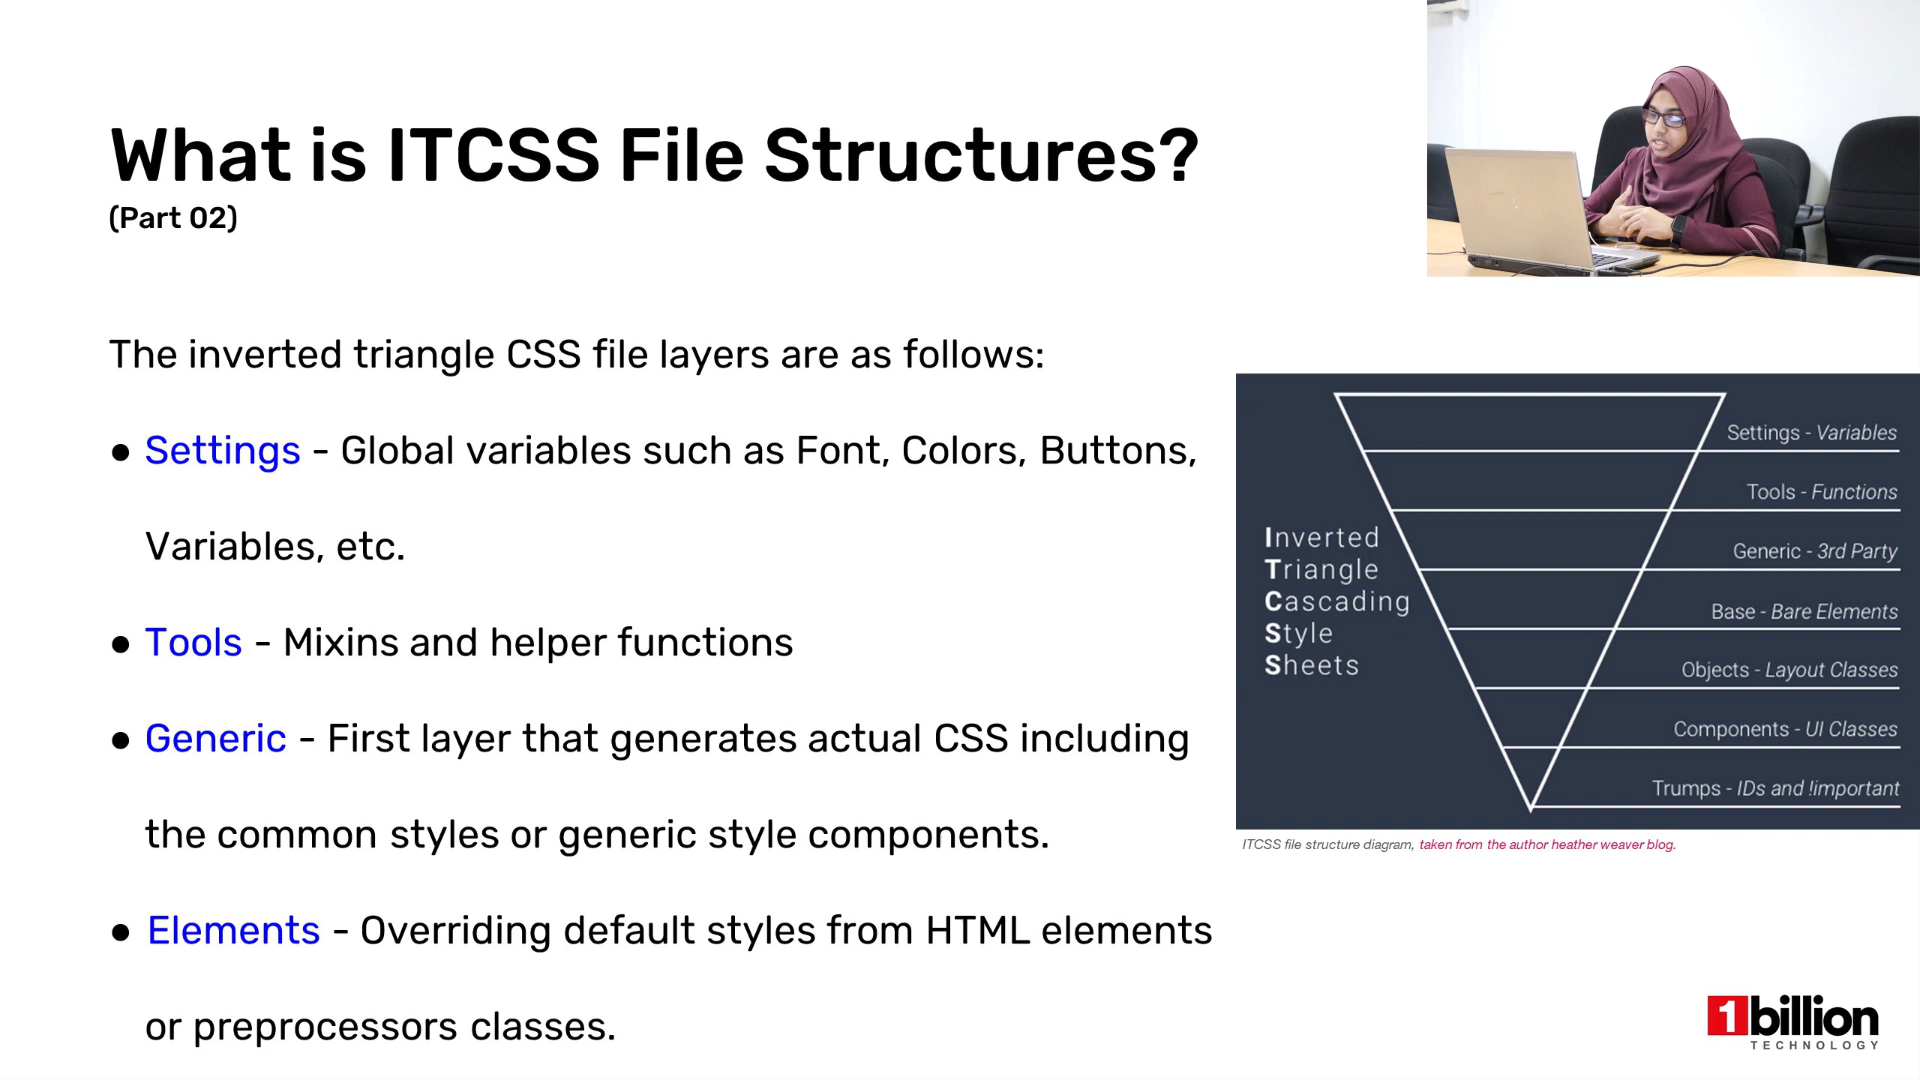 What is ITCSS File Structures?
(Part 02)
The inverted triangle CSS file layers are as follows:
● Settings - Global variables such as Font, Colors, Buttons,
Variables, etc.
● Tools - Mixins and helper functions
● Generic - First layer that generates actual CSS including
the common styles or generic style components.
● Elements - Overriding default styles from HTML elements
or preprocessors classes.
Inverted
Triangle
Cascading
Style
Sheets
Settings - Variables
Tools - Functions
Generic - 3rd Party
Base - Bare Elements
Objects - Layout Classes
Components - UI Classes
Trumps - IDs and !important
ITCSS file structure diagram, taken from the author heather weaver blog.
1billion
TECHNOLOGY